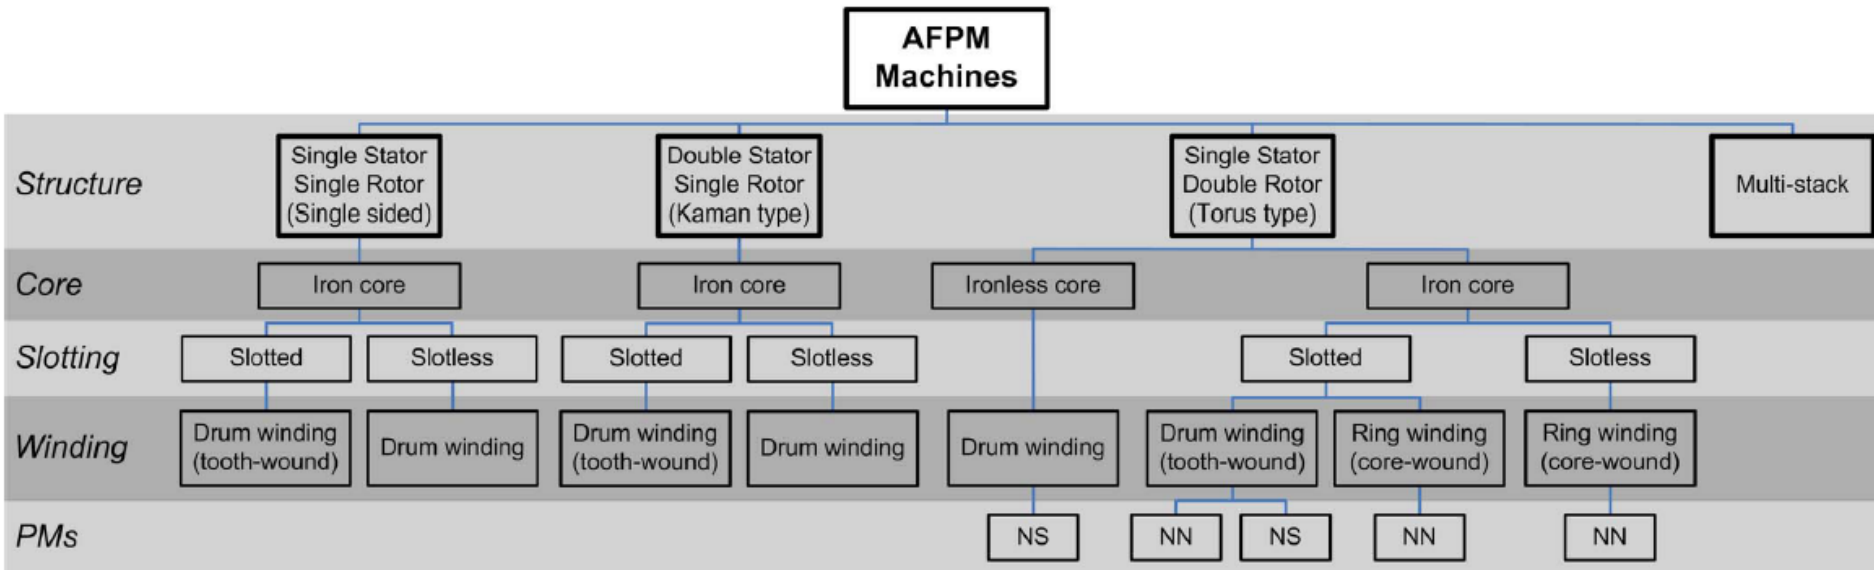 AFPM
Machines
Structure
Single Stator
Single Rotor
(Single sided)
Double Stator
Single Rotor
(Kaman type)
Single Stator
Double Rotor
(Torus type)
Multi-stack
Core
Iron core
Iron core
Ironless core
Iron core
Slotting
Slotted
Slotless
Slotted
Slotless
Slotted
Slotless
Winding
Drum winding
(tooth-wound)
Drum winding
Drum winding
(tooth-wound)
Drum winding
Drum winding
Drum winding
(tooth-wound)
Ring winding
(core-wound)
Ring winding
(core-wound)
PMs
NS
NN
NS
NN
NN